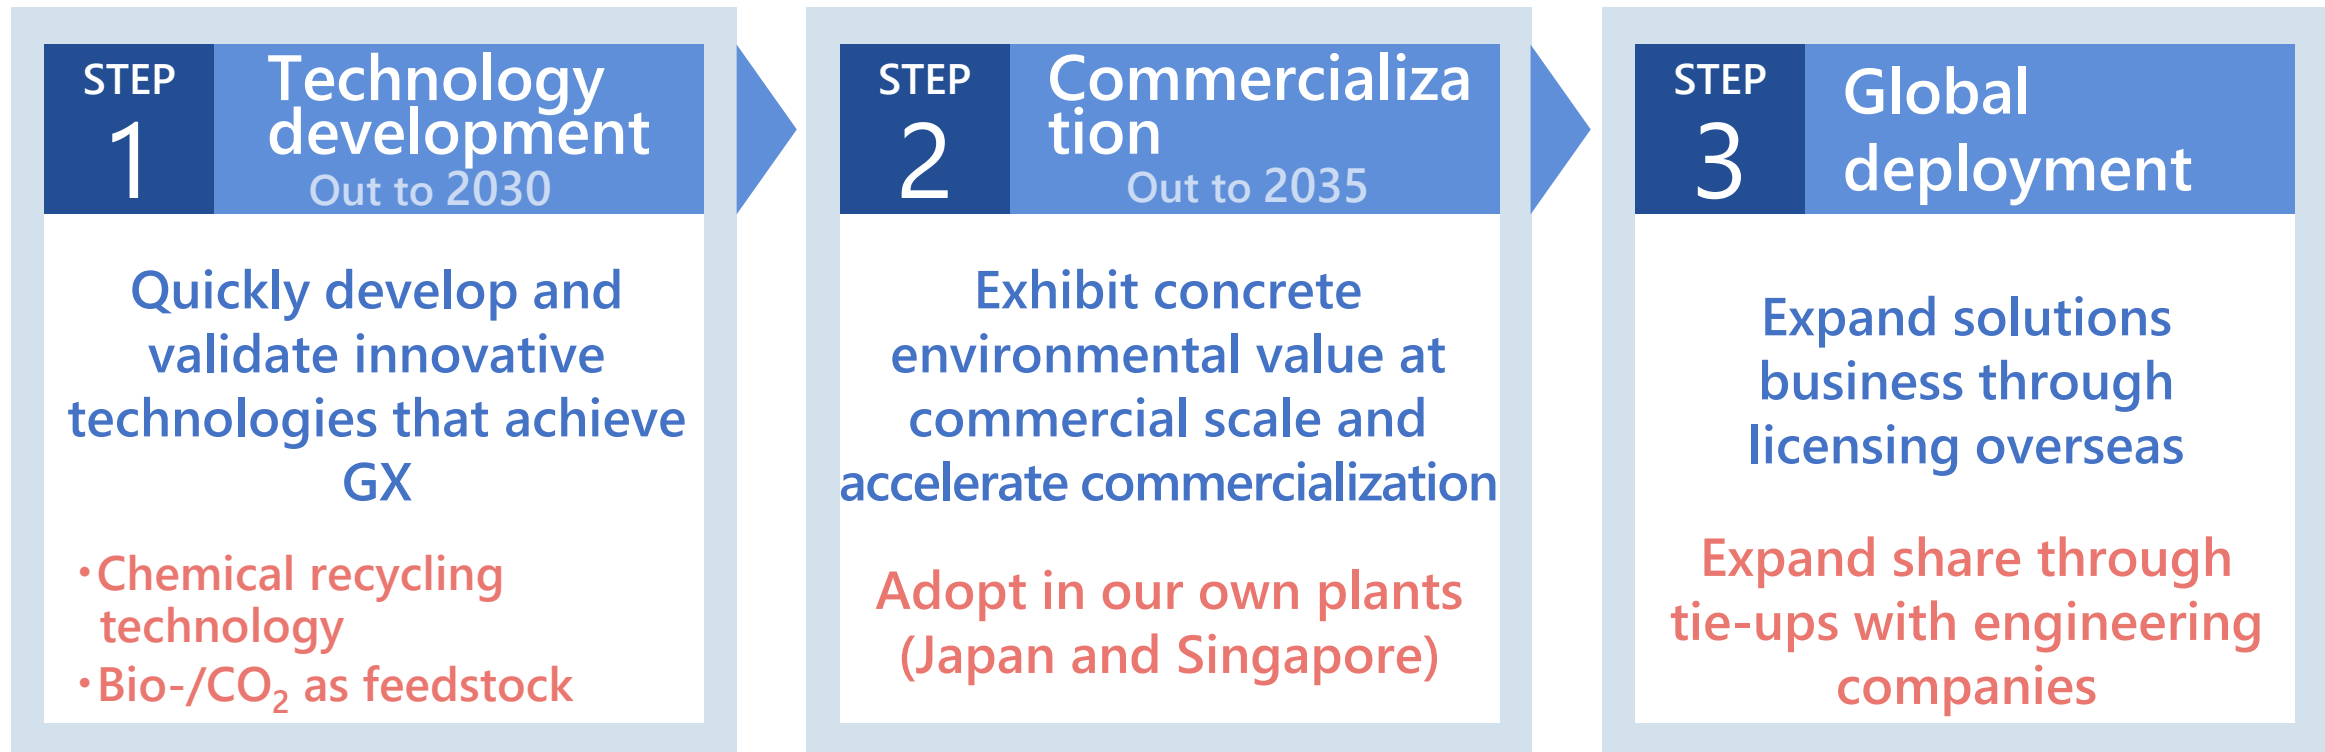 STEP
1
Technology
development
Out to 2030
Quickly develop and
validate innovative
technologies that achieve
GX
・Chemical recycling
technology
・Bio-/CO₂ as feedstock
STEP
2
Commercializa
tion
Out to 2035
Exhibit concrete
environmental value at
commercial scale and
accelerate commercialization
Adopt in our own plants
(Japan and Singapore)
STEP
3
Global
deployment
Expand solutions
business through
licensing overseas
Expand share through
tie-ups with engineering
companies